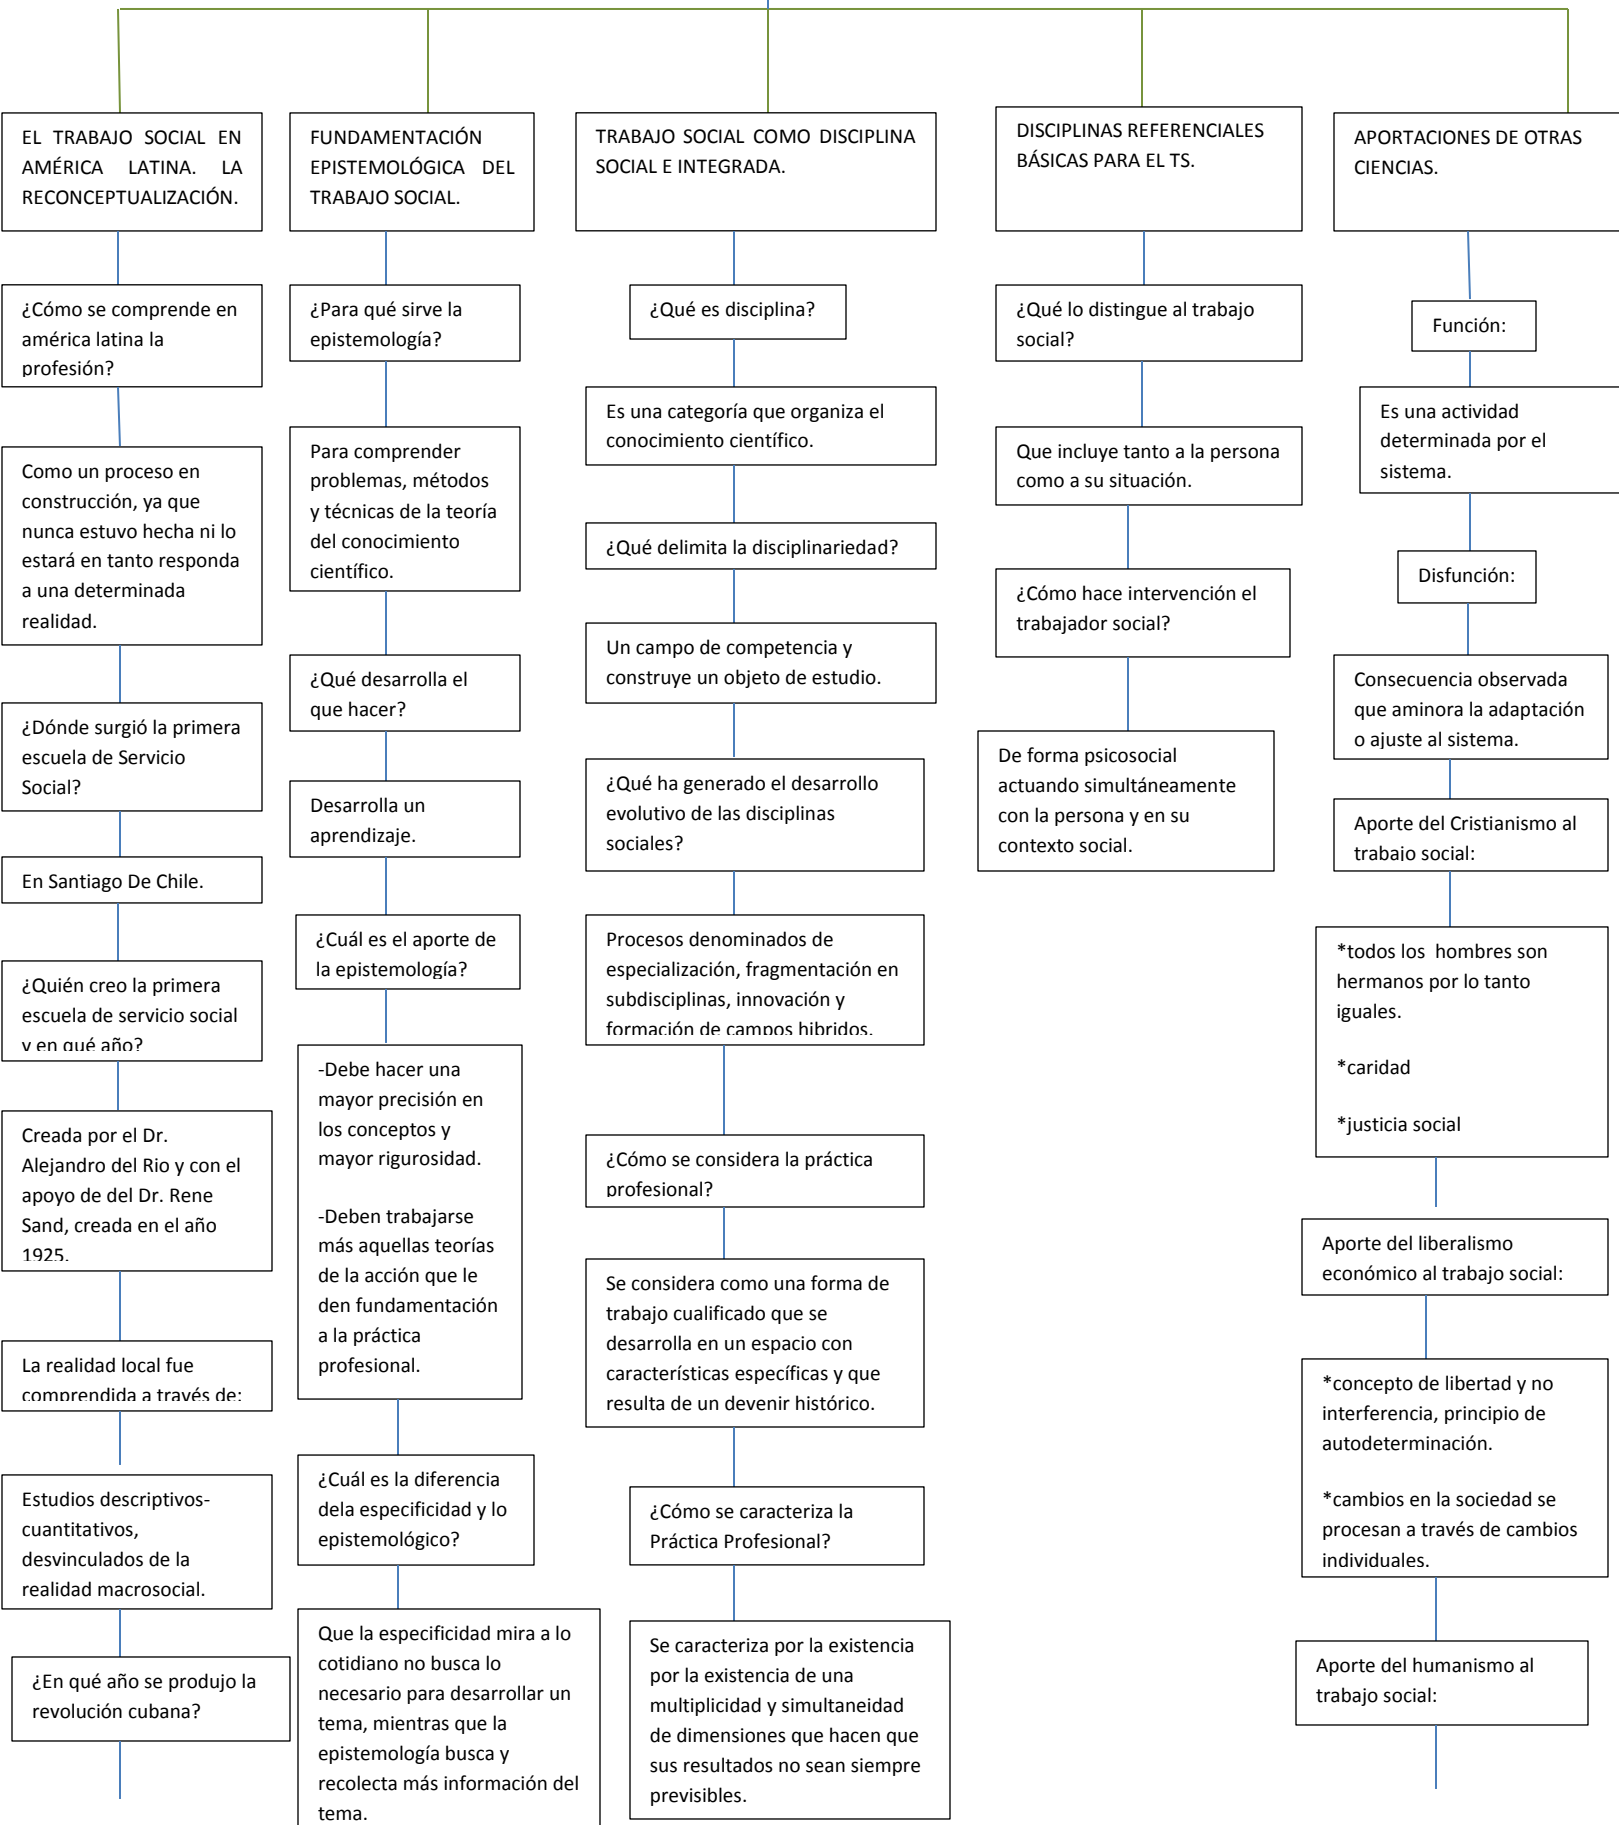 EL TRABAJO SOCIAL EN
AMÉRICA LATINA. LA
RECONCEPTUALIZACIÓN.
¿Cómo se comprende en
américa latina la
profesión?
Como un proceso en
construcción, ya que
nunca estuvo hecha ni lo
estará en tanto responda
a una determinada
realidad.
¿Dónde surgió la primera
escuela de Servicio
Social?
En Santiago De Chile.
¿Quién creo la primera
escuela de servicio social
y en qué año?
Creada por el Dr.
Alejandro del Rio y con el
apoyo de del Dr. Rene
Sand, creada en el año
1925.
La realidad local fue
comprendida a través de:
Estudios descriptivos-
cuantitativos,
desvinculados de la
realidad macrosocial.
¿En qué año se produjo la
revolución cubana?
FUNDAMENTACIÓN
EPISTEMOLÓGICA DEL
TRABAJO SOCIAL.
¿Para qué sirve la
epistemología?
Para comprender
problemas, métodos
y técnicas de la teoría
del conocimiento
científico.
¿Qué desarrolla el
que hacer?
Desarrolla un
aprendizaje.
¿Cuál es el aporte de
la epistemología?
-Debe hacer una
mayor precisión en
los conceptos y
mayor rigurosidad.
-Deben trabajarse
más aquellas teorías
de la acción que le
den fundamentación
a la práctica
profesional.
¿Cuál es la diferencia
dela especificidad y lo
epistemológico?
Que la especificidad mira a lo
cotidiano no busca lo
necesario para desarrollar un
tema, mientras que la
epistemología busca y
recolecta más información del
tema.
TRABAJO SOCIAL COMO DISCIPLINA
SOCIAL E INTEGRADA.
¿Qué es disciplina?
Es una categoría que organiza el
conocimiento científico.
¿Qué delimita la disciplinariedad?
Un campo de competencia y
construye un objeto de estudio.
¿Qué ha generado el desarrollo
evolutivo de las disciplinas
sociales?
Procesos denominados de
especialización, fragmentación en
subdisciplinas, innovación y
formación de campos hibridos.
¿Cómo se considera la práctica
profesional?
Se considera como una forma de
trabajo cualificado que se
desarrolla en un espacio con
características específicas y que
resulta de un devenir histórico.
¿Cómo se caracteriza la
Práctica Profesional?
Se caracteriza por la existencia
por la existencia de una
multiplicidad y simultaneidad
de dimensiones que hacen que
sus resultados no sean siempre
previsibles.
DISCIPLINAS REFERENCIALES
BÁSICAS PARA EL TS.
¿Qué lo distingue al trabajo
social?
Que incluye tanto a la persona
como a su situación.
¿Cómo hace intervención el
trabajador social?
De forma psicosocial
actuando simultáneamente
con la persona y en su
contexto social.
APORTACIONES DE OTRAS
CIENCIAS.
Función:
Es una actividad
determinada por el
sistema.
Disfunción:
Consecuencia observada
que aminora la adaptación
o ajuste al sistema.
Aporte del Cristianismo al
trabajo social:
*todos los hombres son
hermanos por lo tanto
iguales.
*caridad
*justicia social
Aporte del liberalismo
económico al trabajo social:
*concepto de libertad y no
interferencia, principio de
autodeterminación.
*cambios en la sociedad se
procesan a través de cambios
individuales.
Aporte del humanismo al
trabajo social: